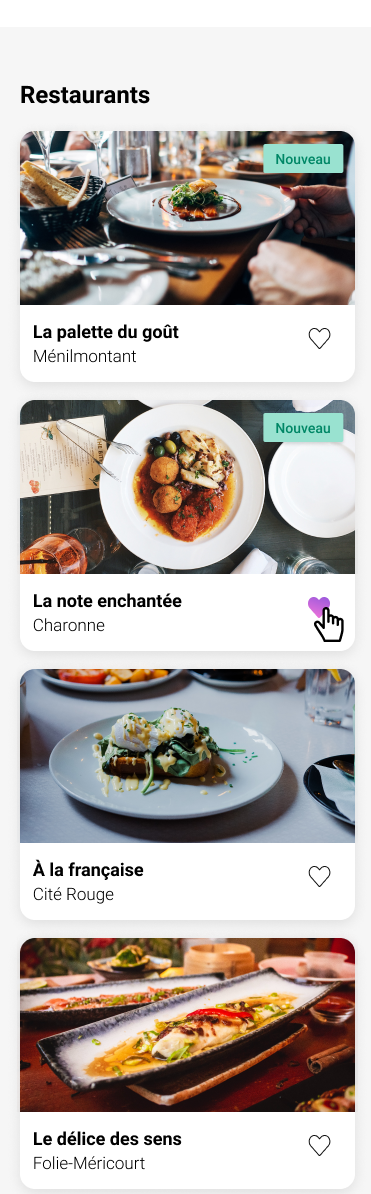 Restaurants
Nouveau
La palette du goût
Ménilmontant
Nouveau
La note enchantée
Charonne
À la française
Cité Rouge
Le délice des sens
Folie-Méricourt